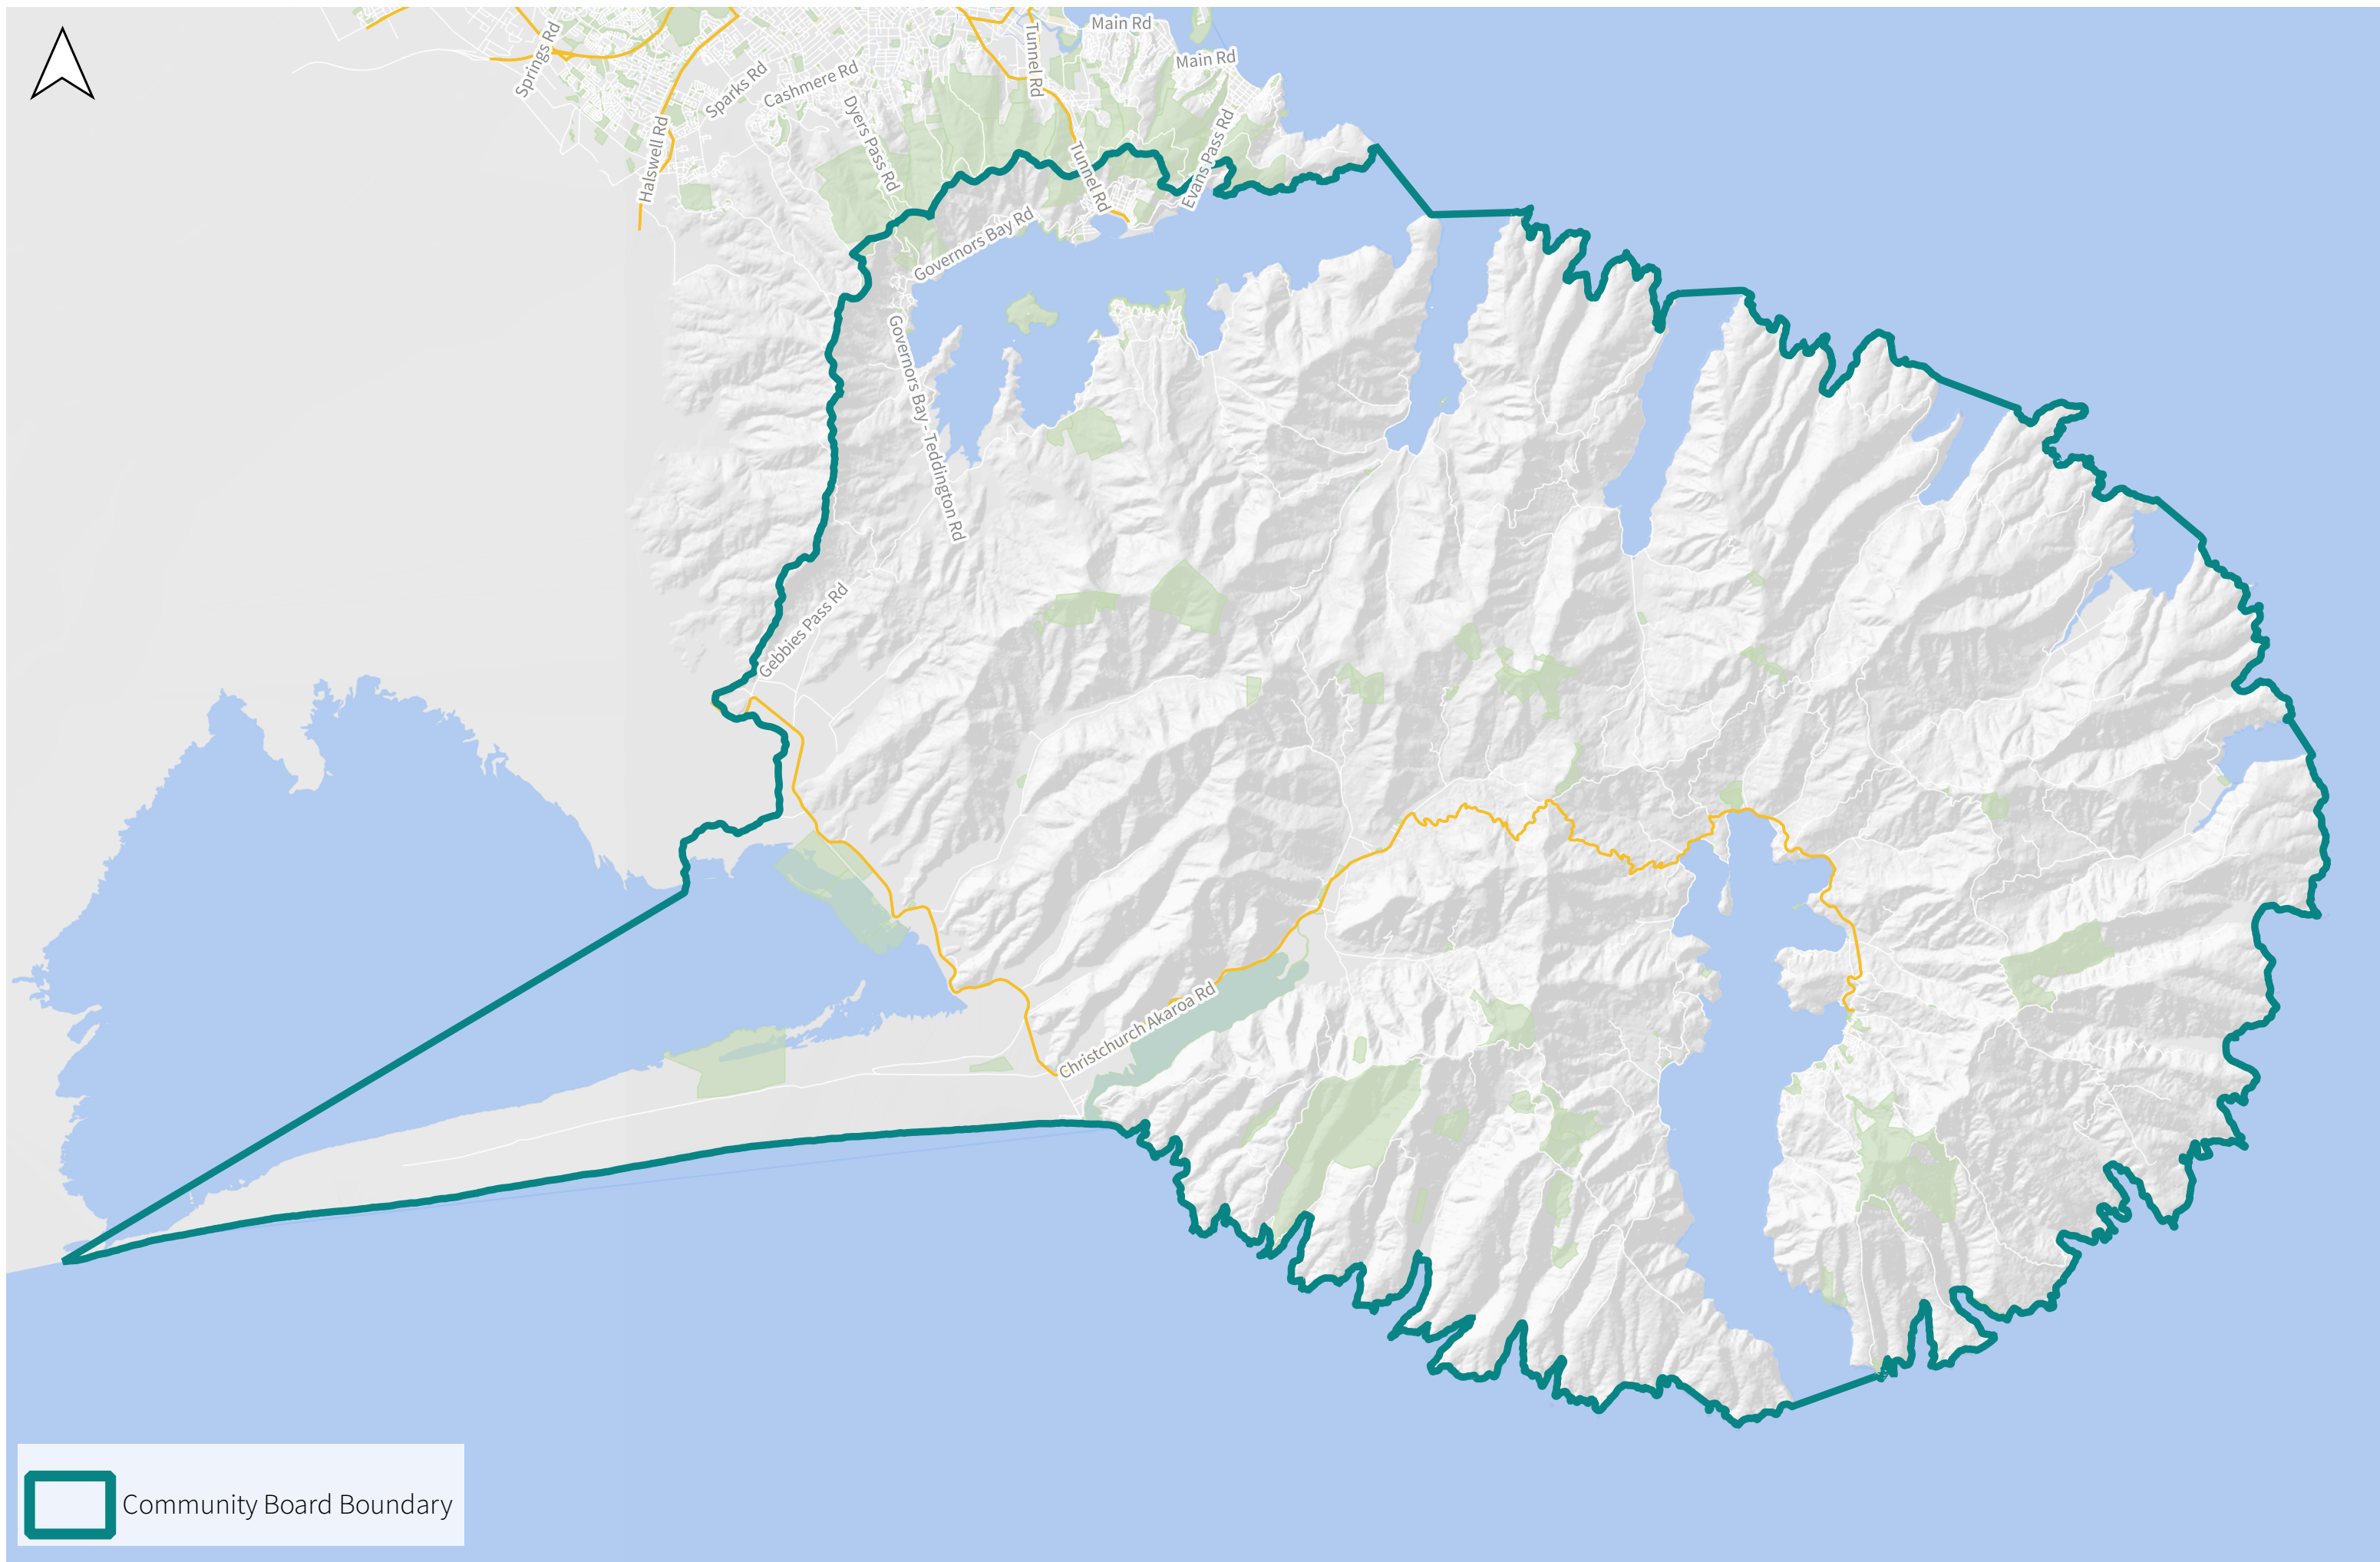 Main Rd
Springs Rd
Tunnel Rd
Main Rd
Sparks Rd
Cashmere Rd
Dyers Pass Rd
Halswell Rd
Evans Pass Rd
Tunnel Rd
Governors Bay Rd
Governors Bay - Teddington Rd
Gebbies Pass Rd
Christchurch Akaroa Rd
Community Board Boundary